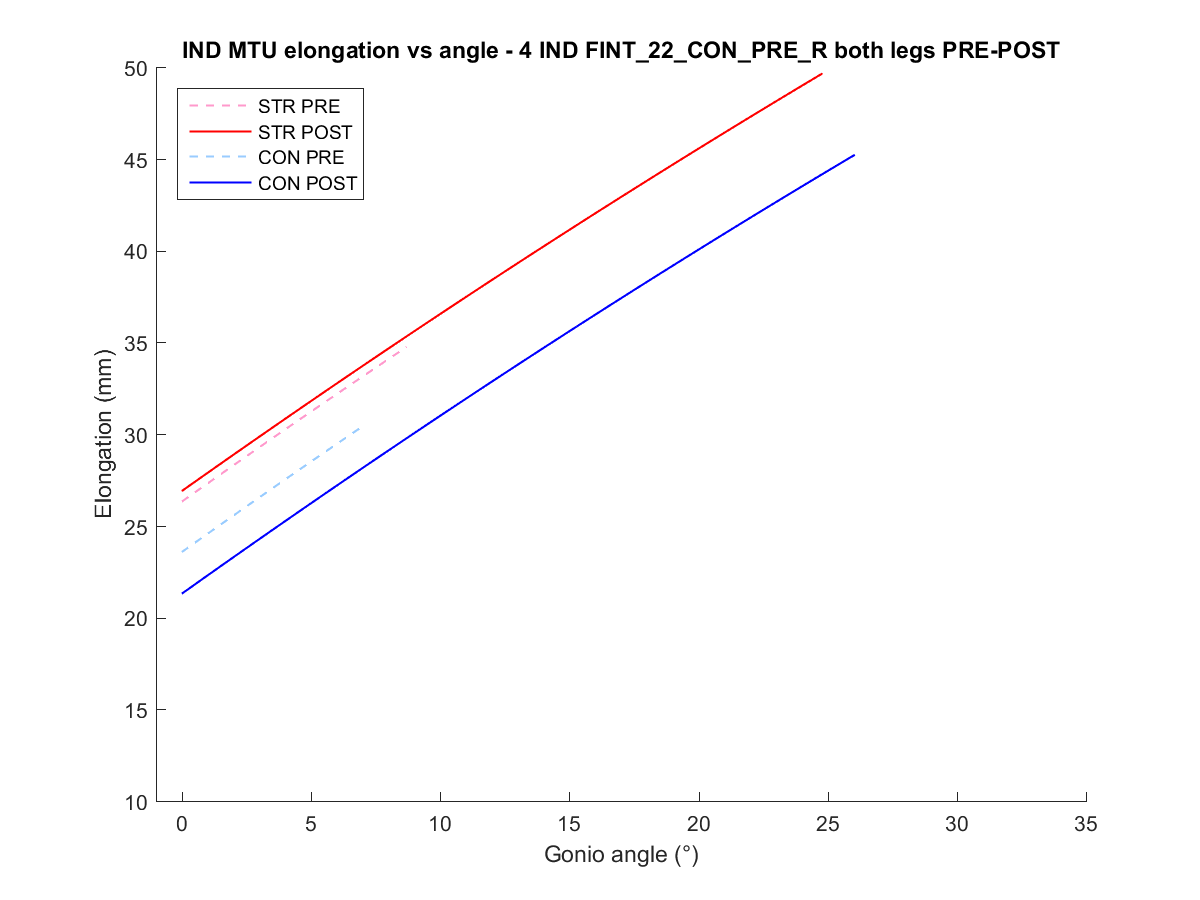 IND MTU elongation vs angle - 4 IND FINT_22_CON_PRE_R both legs PRE-POST
50
45
40
35
30
25
20
15
10
STR PRE
STR POST
CON PRE
CON POST
Elongation (mm)
0 5 10 15 20 25 30 35
Gonio angle (°)